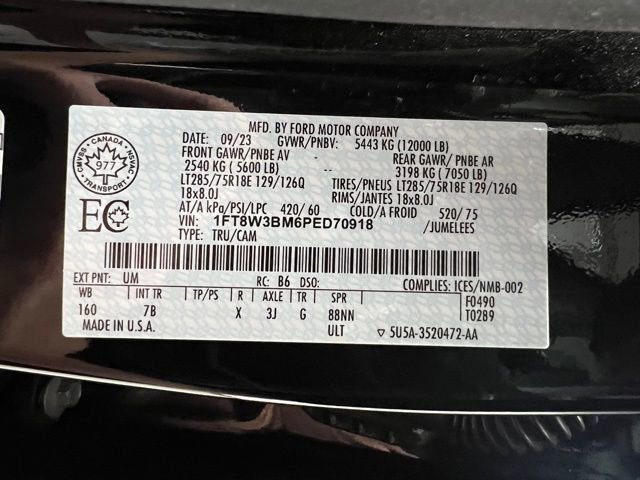 MFD. BY FORD MOTOR COMPANY
DATE: 09/23 GVWR/PNBV: 5443 KG (12000 LB)
FRONT GAWR/PNBE AV REAR GAWR/ PNBE AR
2540 KG ( 5600 LB) 3198 KG ( 7050 LB)
LT285/75R18E 129/126Q TIRES/PNEUS LT285/75R18E 129/126Q
18x8.0J RIMS/JANTES 18x8.0J
AT/A kPa/PSI/LPC 420/ 60 COLD/A FROID 520/ 75
VIN: 1FT8W3BM6PED70918 /JUMELEES
TYPE: TRU/CAM
CMVSS • CANADA • NSVAC
977
TRANSPORT
EC
EXT PNT: UM RC: B6 DSO: COMPLIES: ICES/NMB-002
WB INT TR TP/PS R AXLE TR SPR F0490
160 7B X 3J G 88NN T0289
MADE IN U.S.A. ULT ▽ 5U5A-3520472-AA